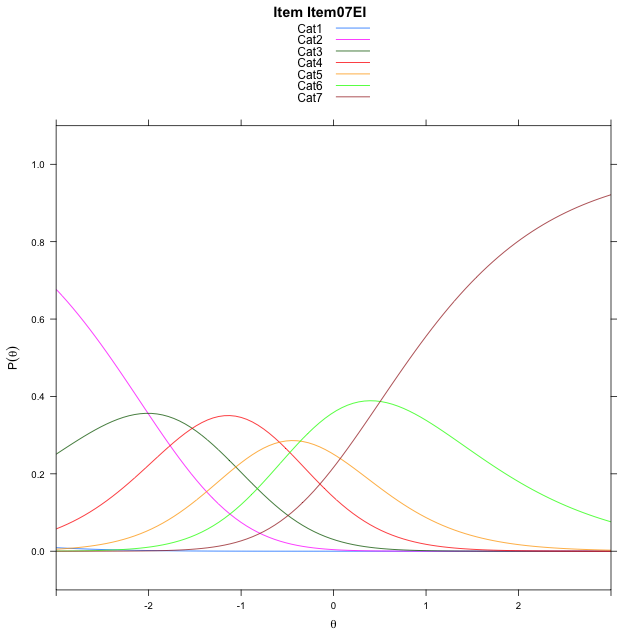 Item Item07EI
Cat1
Cat2
Cat3
Cat4
Cat5
Cat6
Cat7
1.0
0.8
0.6
0.4
0.2
0.0
P(θ)
-2 -1 0 1 2
θ